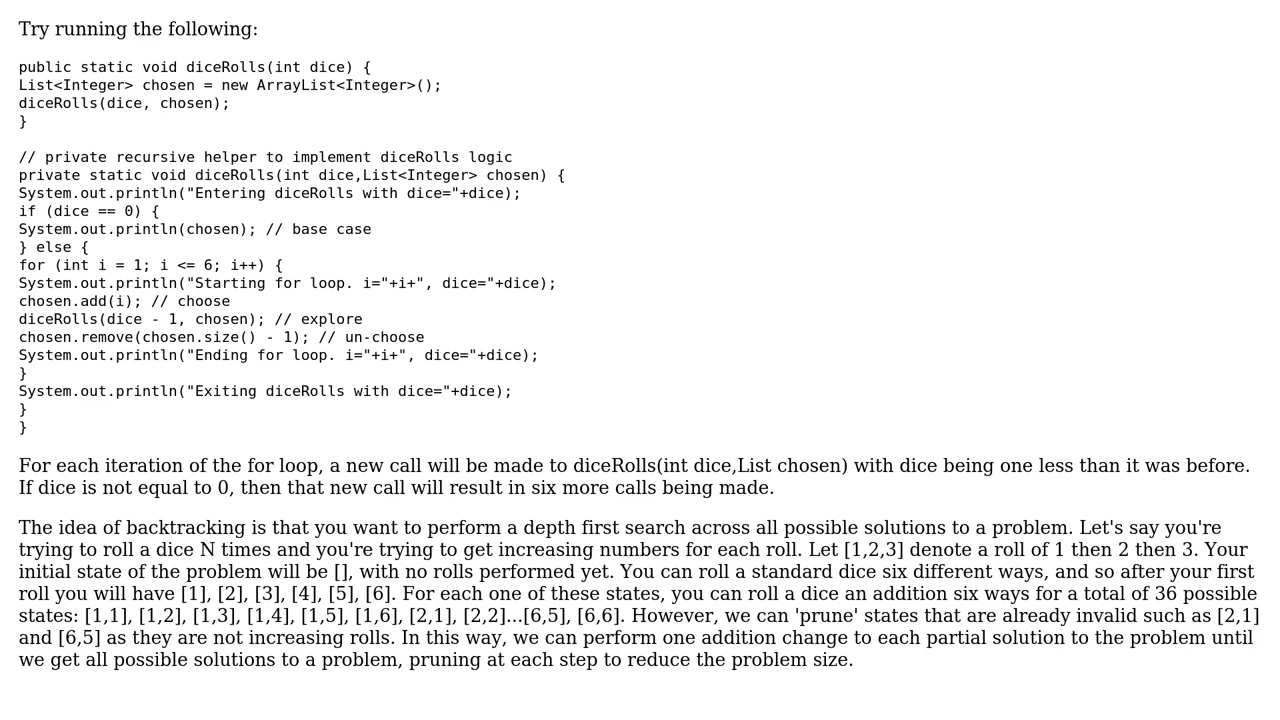 Try running the following:
public static void diceRolls(int dice) {
List<Integer> chosen = new ArrayList<Integer>();
diceRolls(dice, chosen);
}
// private recursive helper to implement diceRolls logic
private static void diceRolls(int dice,List<Integer> chosen) {
System.out.println("Entering diceRolls with dice="+dice);
if (dice == 0) {
System.out.println(chosen); // base case
} else {
for (int i = 1; i <= 6; i++) {
System.out.println("Starting for loop. i="+i+", dice="+dice);
chosen.add(i); // choose
diceRolls(dice - 1, chosen); // explore
chosen.remove(chosen.size() - 1); // un-choose
System.out.println("Ending for loop. i="+i+", dice="+dice);
}
System.out.println("Exiting diceRolls with dice="+dice);
}
}
For each iteration of the for loop, a new call will be made to diceRolls(int dice,List chosen) with dice being one less than it was before.
If dice is not equal to 0, then that new call will result in six more calls being made.
The idea of backtracking is that you want to perform a depth first search across all possible solutions to a problem. Let's say you're
trying to roll a dice N times and you're trying to get increasing numbers for each roll. Let [1,2,3] denote a roll of 1 then 2 then 3. Your
initial state of the problem will be [], with no rolls performed yet. You can roll a standard dice six different ways, and so after your first
roll you will have [1], [2], [3], [4], [5], [6]. For each one of these states, you can roll a dice an addition six ways for a total of 36 possible
states: [1,1], [1,2], [1,3], [1,4], [1,5], [1,6], [2,1], [2,2]...[6,5], [6,6]. However, we can 'prune' states that are already invalid such as [2,1]
and [6,5] as they are not increasing rolls. In this way, we can perform one addition change to each partial solution to the problem until
we get all possible solutions to a problem, pruning at each step to reduce the problem size.